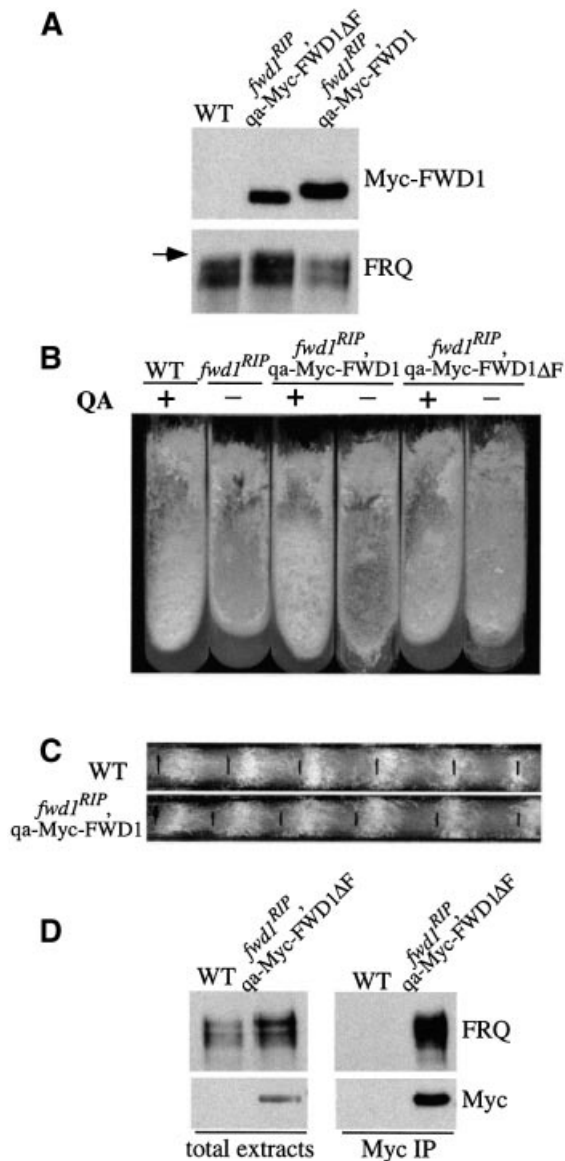 A
WT
fwd1RIP,
qa-Myc-FWD1ΔF
fwd1RIP,
qa-Myc-FWD1
Myc-FWD1
FRQ
B
WT
fwd1RIP
fwd1RIP,
qa-Myc-FWD1
fwd1RIP,
qa-Myc-FWD1ΔF
QA + − + − + −
C
WT
fwd1RIP,
qa-Myc-FWD1
D
WT
fwd1RIP,
qa-Myc-FWD1ΔF
WT
fwd1RIP,
qa-Myc-FWD1ΔF
FRQ
Myc
total extracts
Myc IP